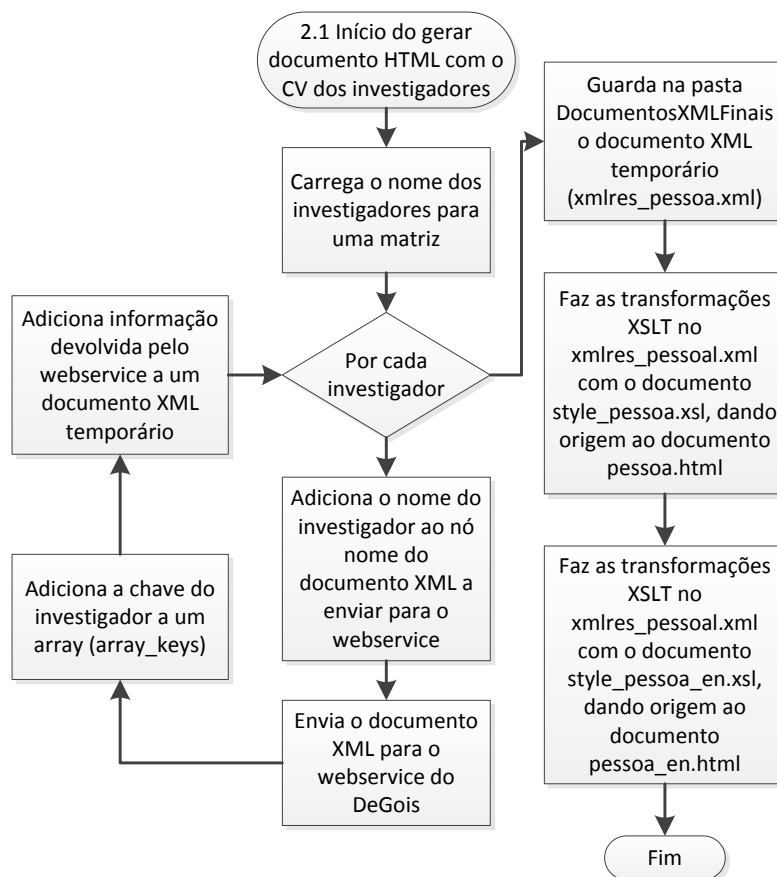 2.1 Início do gerar
documento HTML com o
CV dos investigadores
Carrega o nome dos
investigadores para
uma matriz
Por cada
investigador
Adiciona o nome do
investigador ao nó
nome do
documento XML a
enviar para o
webservice
Envia o documento
XML para o
webservice do
DeGois
Adiciona a chave do
investigador a um
array (array_keys)
Adiciona informação
devolvida pelo
webservice a um
documento XML
temporário
Guarda na pasta
DocumentosXMLFinais
o documento XML
temporário
(xmlres_pessoa.xml)
Faz as transformações
XSLT no
xmlres_pessoal.xml
com o documento
style_pessoa.xsl, dando
origem ao documento
pessoa.html
Faz as transformações
XSLT no
xmlres_pessoal.xml
com o documento
style_pessoa_en.xsl,
dando origem ao
documento
pessoa_en.html
Fim